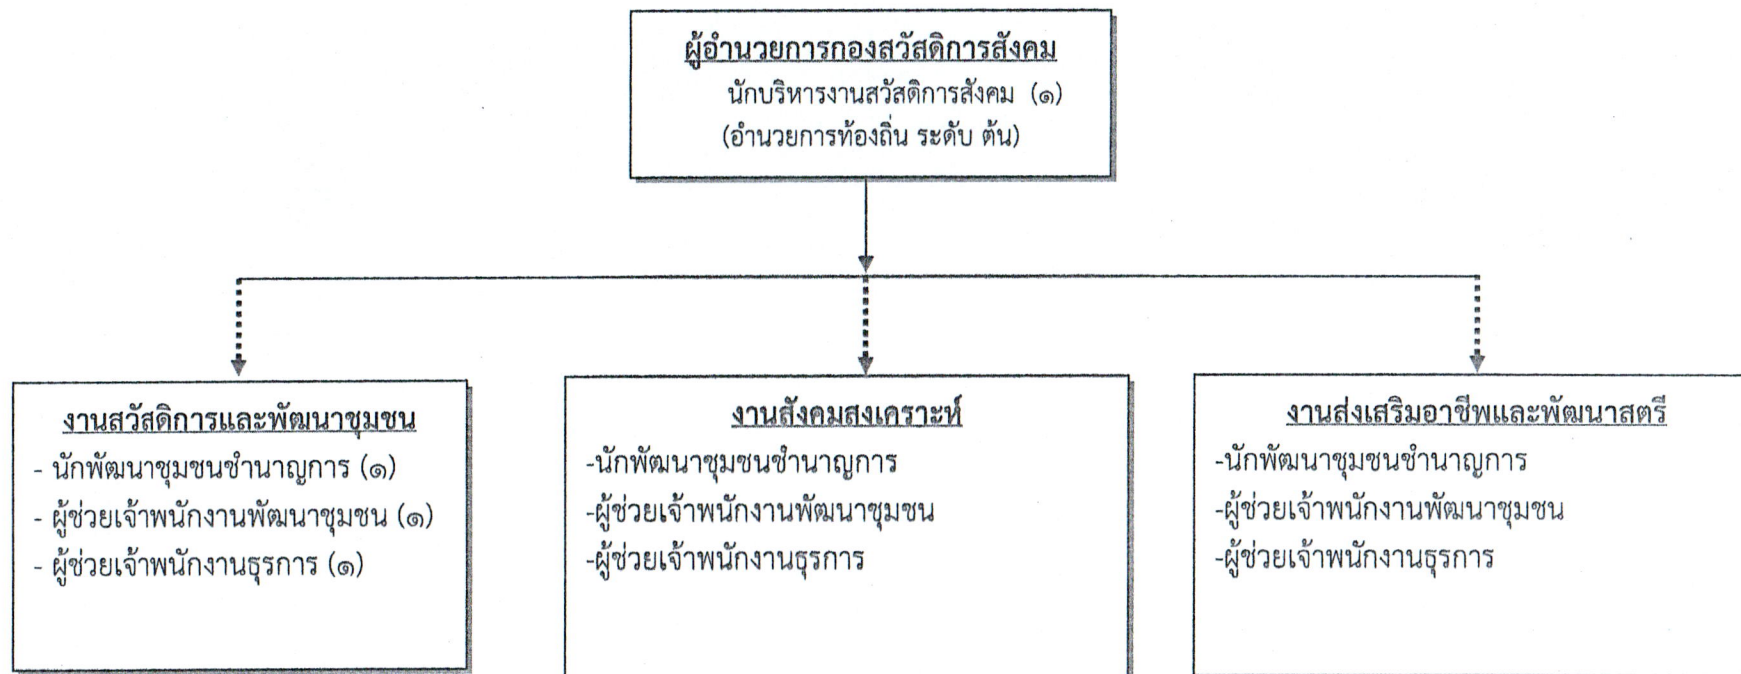 ผู้อำนวยการกองสวัสดิการสังคม
นักบริหารงานสวัสดิการสังคม (๑)
(อำนวยการท้องถิ่น ระดับ ต้น)
งานสวัสดิการและพัฒนาชุมชน
- นักพัฒนาชุมชนชำนาญการ (๑)
- ผู้ช่วยเจ้าพนักงานพัฒนาชุมชน (๑)
- ผู้ช่วยเจ้าพนักงานธุรการ (๑)
งานสังคมสงเคราะห์
-นักพัฒนาชุมชนชำนาญการ
-ผู้ช่วยเจ้าพนักงานพัฒนาชุมชน
-ผู้ช่วยเจ้าพนักงานธุรการ
งานส่งเสริมอาชีพและพัฒนาสตรี
-นักพัฒนาชุมชนชำนาญการ
-ผู้ช่วยเจ้าพนักงานพัฒนาชุมชน
-ผู้ช่วยเจ้าพนักงานธุรการ